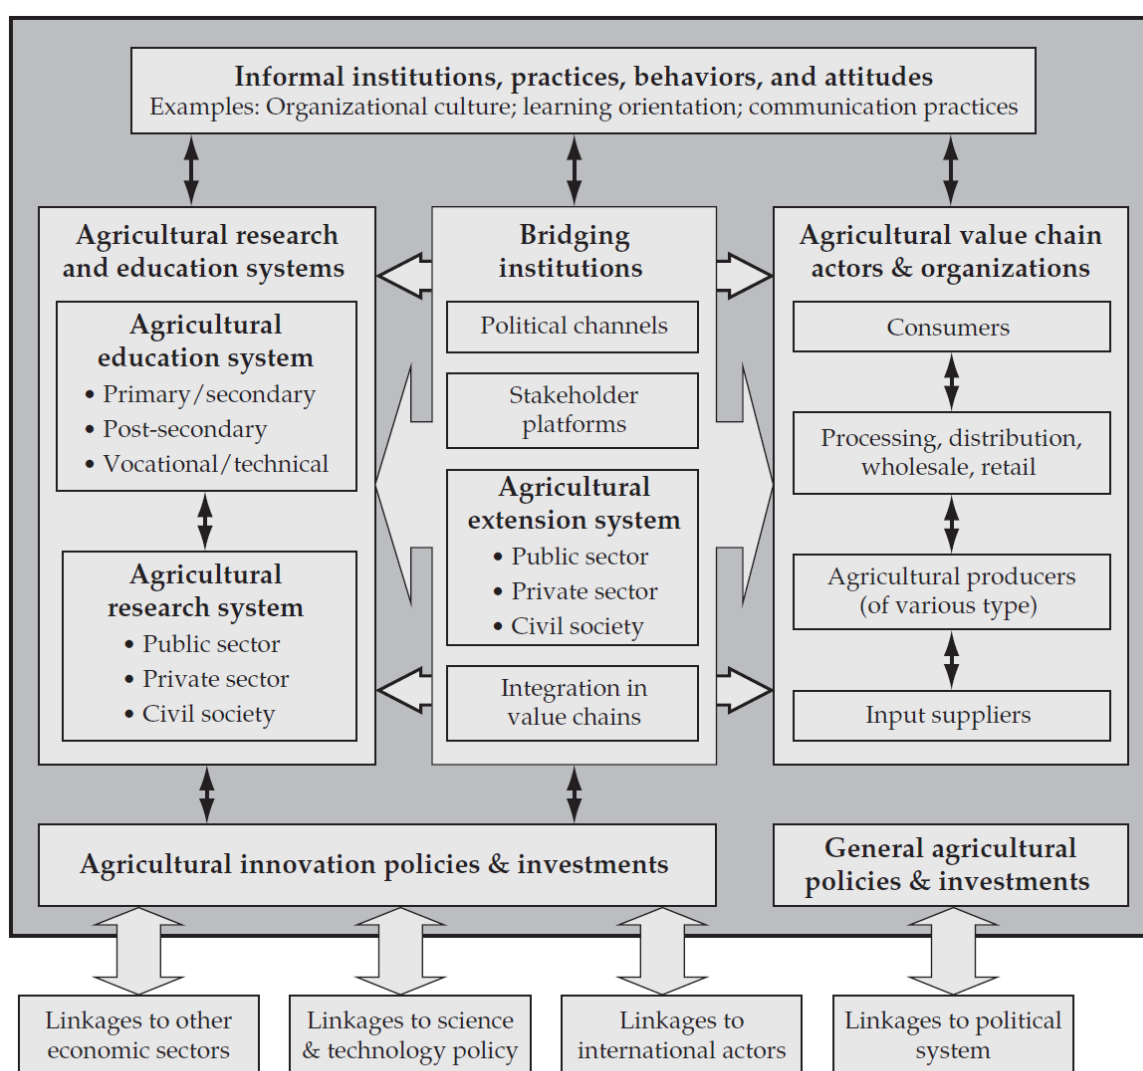 Informal institutions, practices, behaviors, and attitudes
Examples: Organizational culture; learning orientation; communication practices
Agricultural research
and education systems
Agricultural
education system
• Primary/secondary
• Post-secondary
• Vocational/technical
Agricultural
research system
• Public sector
• Private sector
• Civil society
Bridging
institutions
Political channels
Stakeholder
platforms
Agricultural
extension system
• Public sector
• Private sector
• Civil society
Integration in
value chains
Agricultural value chain
actors & organizations
Consumers
Processing, distribution,
wholesale, retail
Agricultural producers
(of various type)
Input suppliers
Agricultural innovation policies & investments
General agricultural
policies & investments
Linkages to other
economic sectors
Linkages to science
& technology policy
Linkages to
international actors
Linkages to political
system